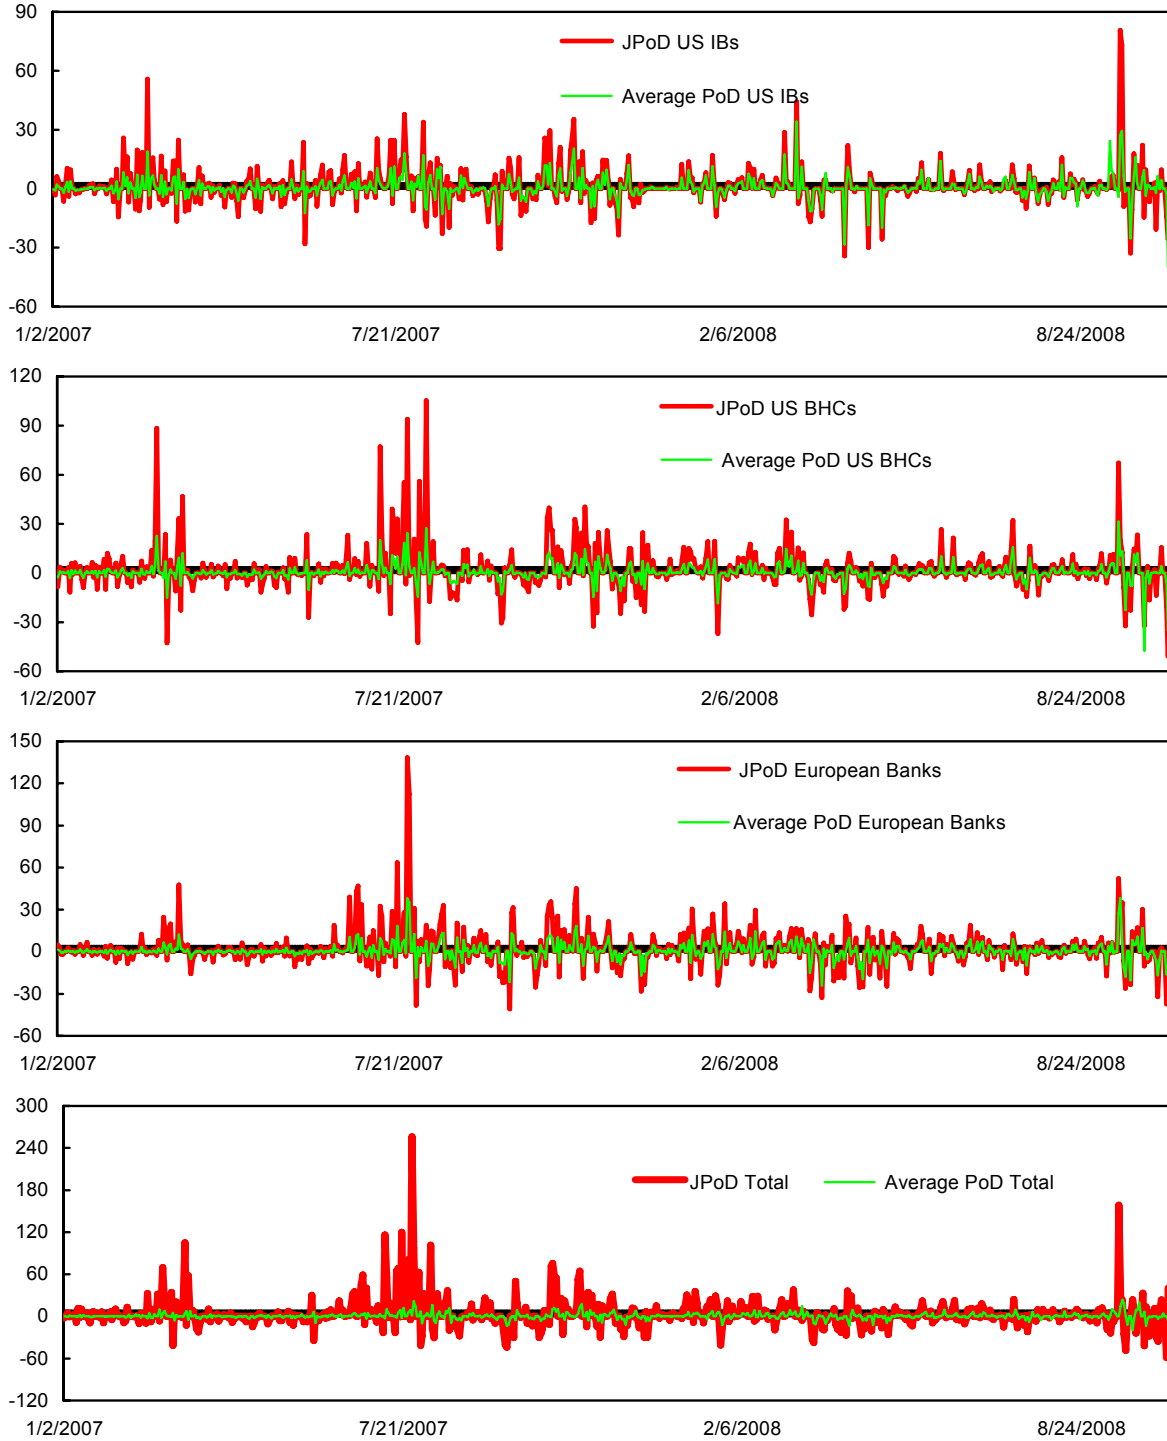 90
JPoD US IBs
60
Average PoD US IBs
30
0
-30
-60
1/2/2007 7/21/2007 2/6/2008 8/24/2008
120
JPoD US BHCs
90
Average PoD US BHCs
60
30
0
-30
-60
1/2/2007 7/21/2007 2/6/2008 8/24/2008
150
JPoD European Banks
120
Average PoD European Banks
90
60
30
0
-30
-60
1/2/2007 7/21/2007 2/6/2008 8/24/2008
300
240
JPoD Total Average PoD Total
180
120
60
0
-60
-120
1/2/2007 7/21/2007 2/6/2008 8/24/2008